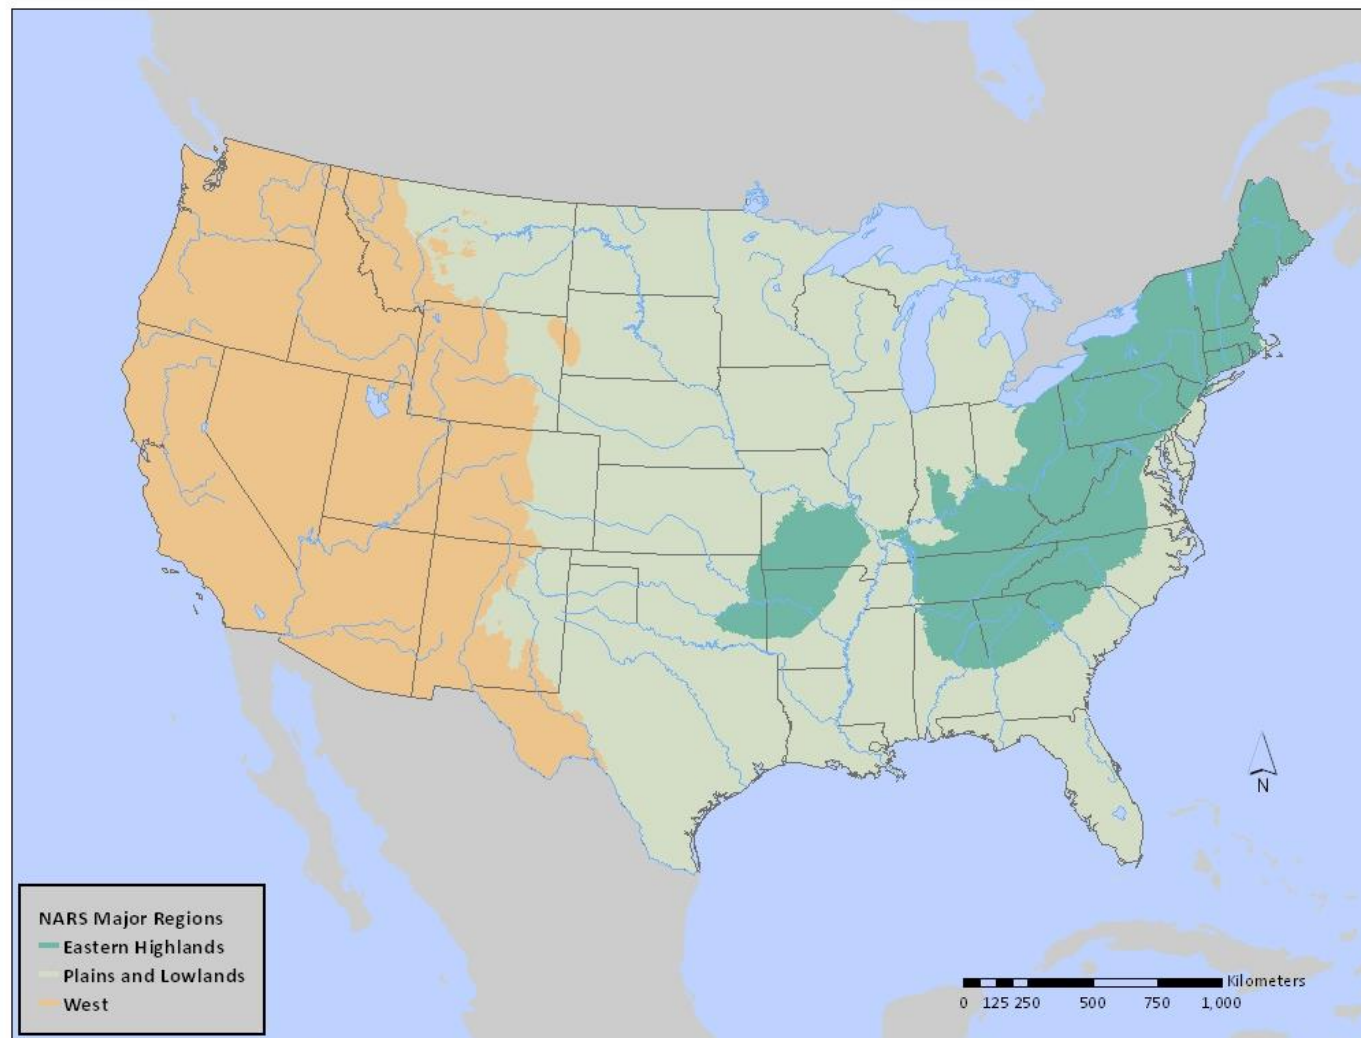 N
NARS Major Regions
Eastern Highlands
Plains and Lowlands
West
Kilometers
0 125 250 500 750 1,000